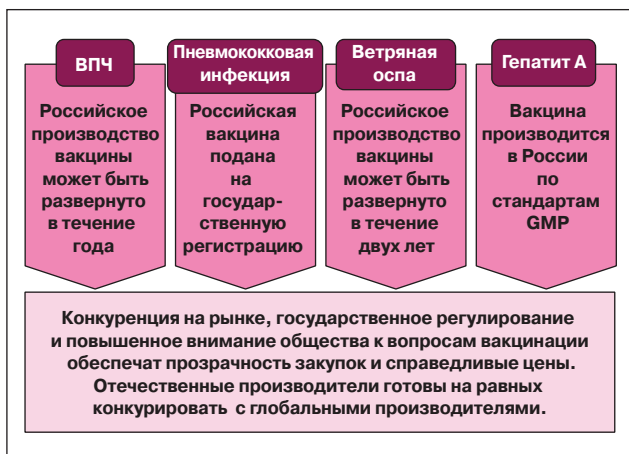 ВПЧ
Российское
производство
вакцины
может быть
развернуто
в течение
года
Пневмококковая
инфекция
Российская
вакцина
подана
на
государ-
ственную
регистрацию
Ветряная
оспа
Российское
производство
вакцины
может быть
развернуто
в течение
двух лет
Гепатит А
Вакцина
производится
в России
по
стандартам
GMP
Конкуренция на рынке, государственное регулирование
и повышенное внимание общества к вопросам вакцинации
обеспечат прозрачность закупок и справедливые цены.
Отечественные производители готовы на равных
конкурировать с глобальными производителями.